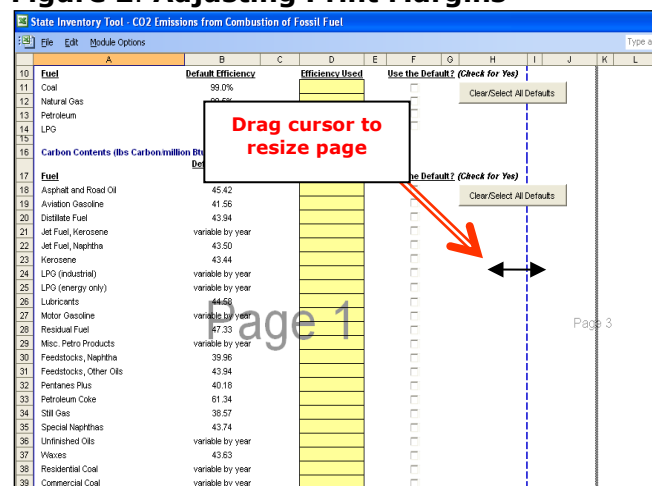 State Inventory Tool - CO2 Emissions from Combustion of Fossil Fuel
File Edit Module Options Type a
A B C D E F G H I J K L
10 Fuel Default Efficiency Efficiency Used Use the Default? (Check for Yes)
11 Coal 99.0% Clear/Select All Defaults
12 Natural Gas
13 Petroleum
14 LPG
15
Drag cursor to
resize page
16 Carbon Contents (lbs Carbon/million Btu
17 Fuel the Default? (Check for Yes)
18 Asphalt and Road Oil 45.42 Clear/Select All Defaults
19 Aviation Gasoline 41.56
20 Distillate Fuel 43.94
21 Jet Fuel, Kerosene variable by year
22 Jet Fuel, Naphtha 43.50
23 Kerosene 43.44
24 LPG (industrial) variable by year
25 LPG (energy only) variable by year
26 Lubricants 44.58
27 Motor Gasoline variable by year
Page 1
Page 3
28 Residual Fuel 47.33
29 Misc. Petro Products variable by year
30 Feedstocks, Naphtha 39.96
31 Feedstocks, Other Oils 43.94
32 Pentanes Plus 40.18
33 Petroleum Coke 61.34
34 Still Gas 38.57
35 Special Naphthas 43.74
36 Unfinished Oils variable by year
37 Waxes 43.63
38 Residential Coal variable by year
39 Commercial Coal variable by year